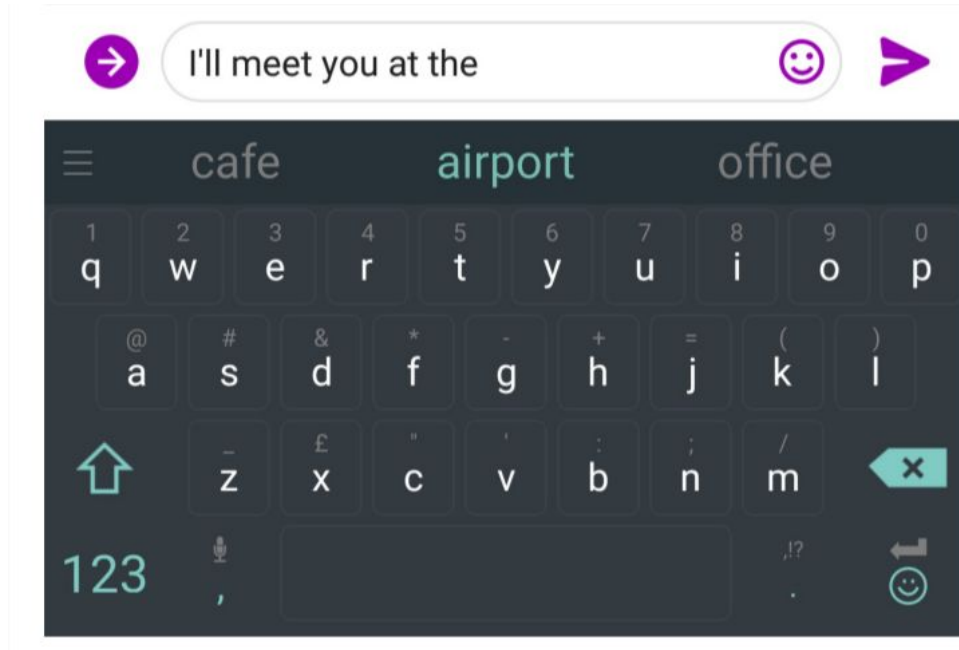 I'll meet you at the
cafe airport office
1 2 3 4 5 6 7 8 9 0
q w e r t y u i o p
@ # & * - + = ( )
a s d f g h j k l
_ £ " ' : ; /
z x c v b n m
,!?
123 , .